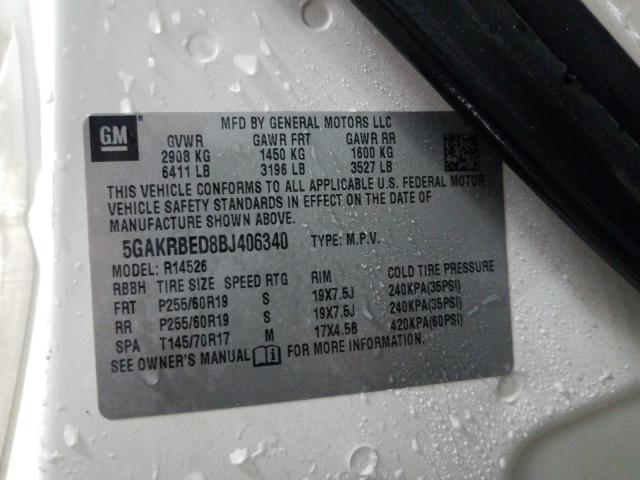 MFD BY GENERAL MOTORS LLC
GM
GVWR GAWR FRT GAWR RR
2908 KG 1450 KG 1600 KG
6411 LB 3196 LB 3527 LB
THIS VEHICLE CONFORMS TO ALL APPLICABLE U.S. FEDERAL MOTOR
VEHICLE SAFETY STANDARDS IN EFFECT ON THE DATE OF
MANUFACTURE SHOWN ABOVE.
5GAKRBED8BJ406340 TYPE: M.P.V.
MODEL: R14526
RBBH TIRE SIZE SPEED RTG RIM COLD TIRE PRESSURE
FRT P255/60R19 S 19X7.5J 240KPA(35PSI)
RR P255/60R19 S 19X7.5J 240KPA(35PSI)
SPA T145/70R17 M 17X4.5B 420KPA(60PSI)
SEE OWNER'S MANUAL FOR MORE INFORMATION.